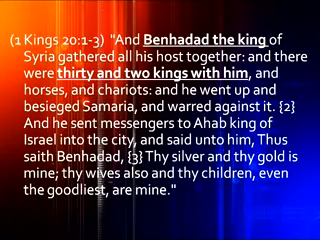 (1 Kings 20:1-3)  "And Benhadad the king of
Syria gathered all his host together: and there
were thirty and two kings with him, and
horses, and chariots: and he went up and
besieged Samaria, and warred against it. {2}
And he sent messengers to Ahab king of
Israel into the city, and said unto him, Thus
saith Benhadad, {3} Thy silver and thy gold is
mine; thy wives also and thy children, even
the goodliest, are mine."